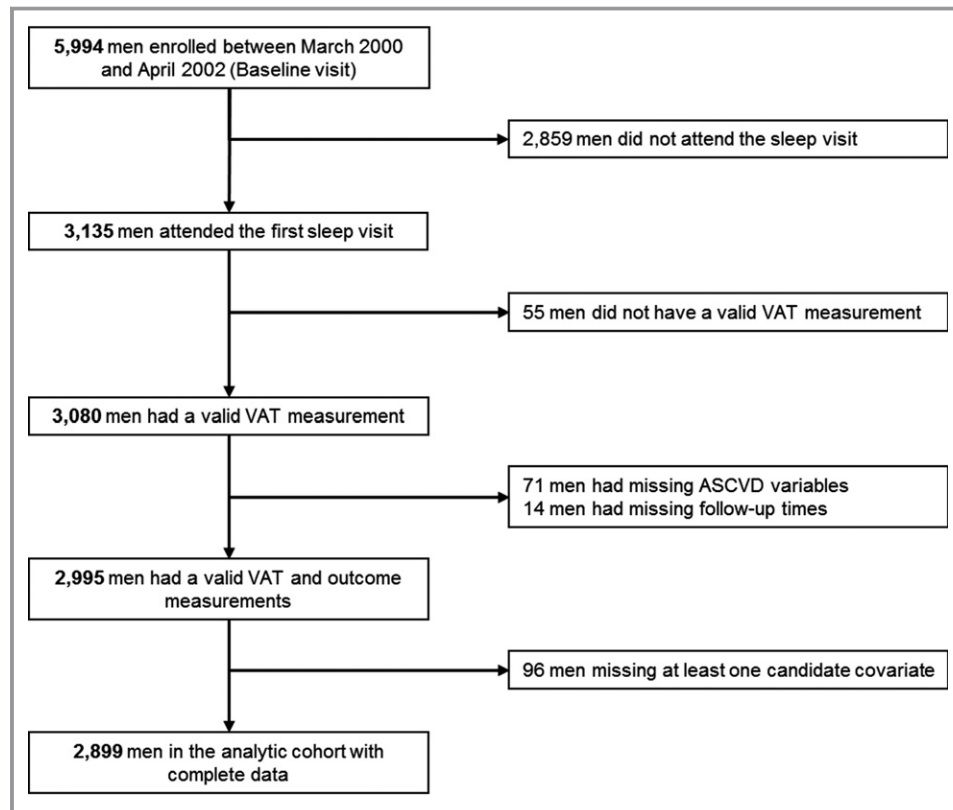 5,994 men enrolled between March 2000
and April 2002 (Baseline visit)
2,859 men did not attend the sleep visit
3,135 men attended the first sleep visit
55 men did not have a valid VAT measurement
3,080 men had a valid VAT measurement
71 men had missing ASCVD variables
14 men had missing follow-up times
2,995 men had a valid VAT and outcome
measurements
96 men missing at least one candidate covariate
2,899 men in the analytic cohort with
complete data